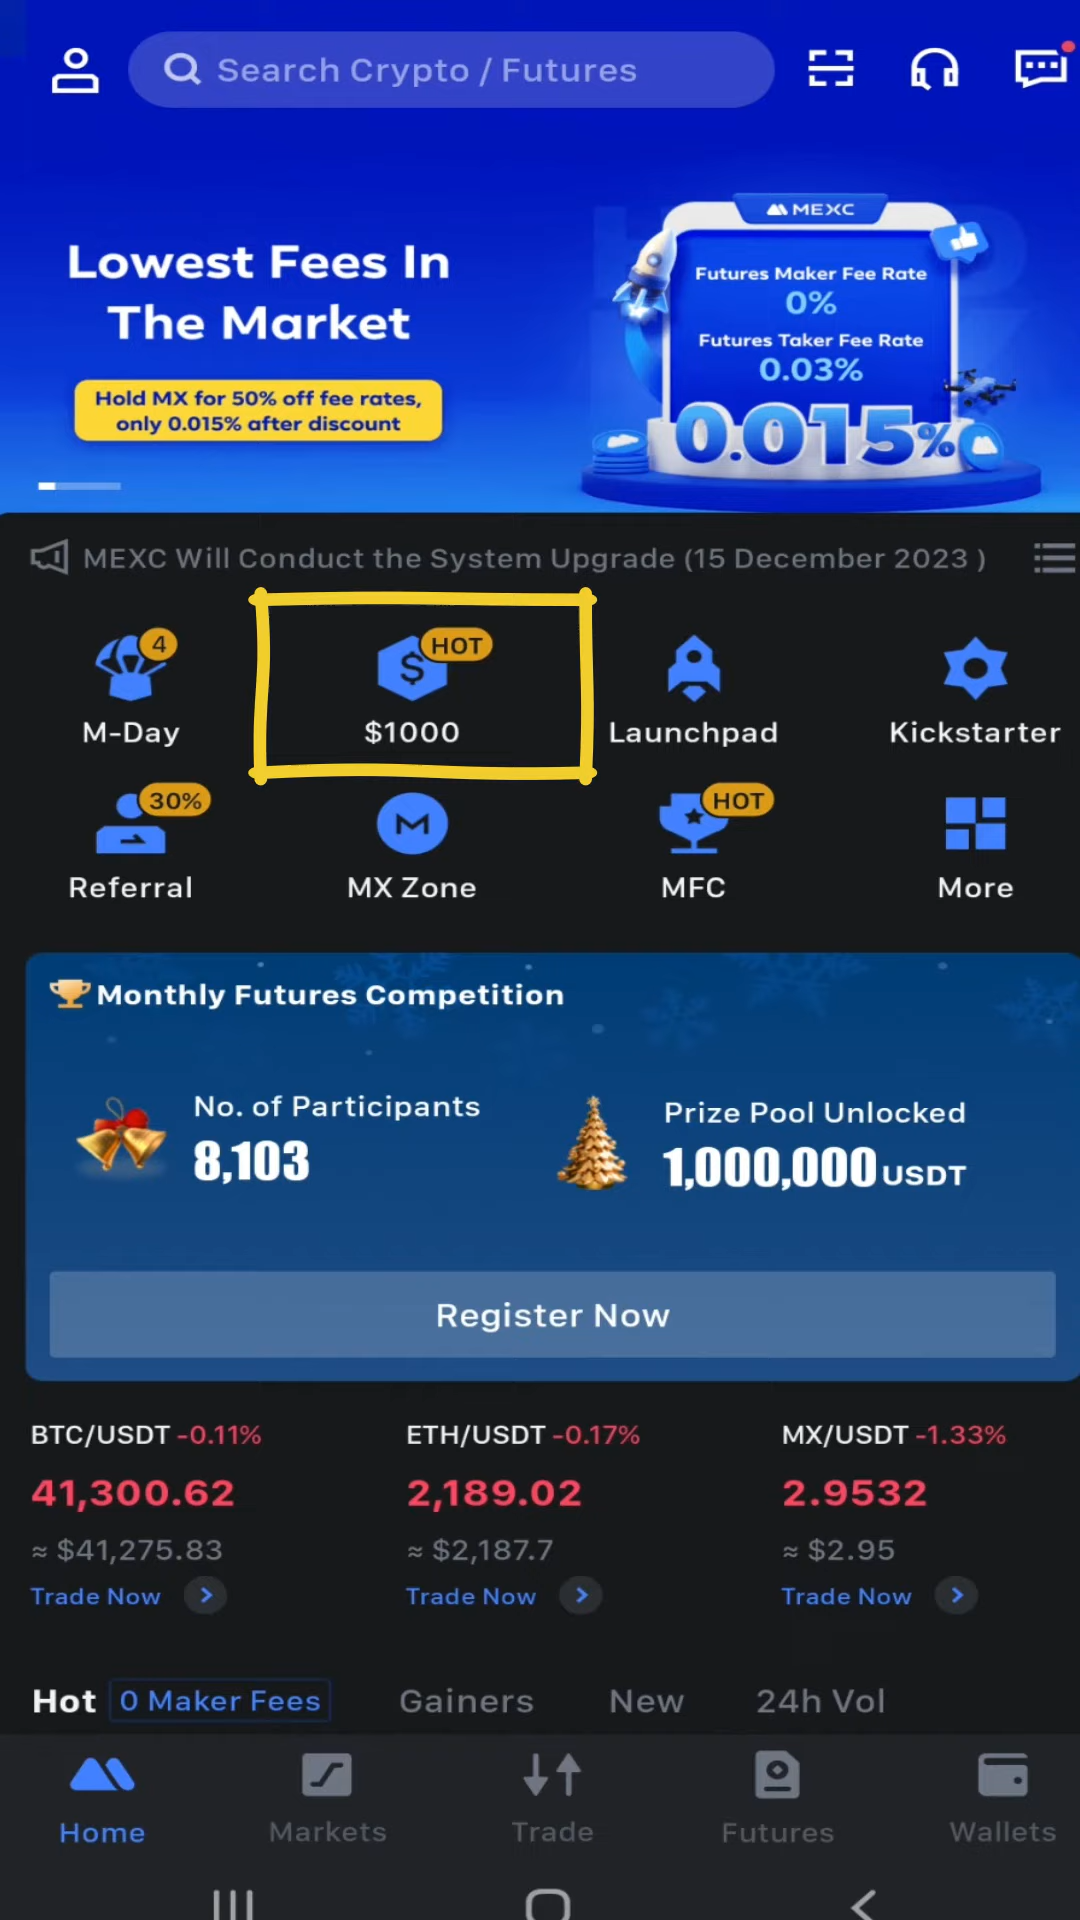 Search Crypto / Futures
MEXC
Lowest Fees In
The Market
Futures Maker Fee Rate
0%
Futures Taker Fee Rate
0.03%
Hold MX for 50% off fee rates,
only 0.015% after discount
0.015%
MEXC Will Conduct the System Upgrade (15 December 2023 )
4
HOT
$
M-Day
$1000
Launchpad
Kickstarter
30%
HOT
M
Referral
MX Zone
MFC
More
Monthly Futures Competition
No. of Participants
8,103
Prize Pool Unlocked
1,000,000 USDT
Register Now
BTC/USDT -0.11%
41,300.62
≈ $41,275.83
Trade Now
ETH/USDT -0.17%
2,189.02
≈ $2,187.7
Trade Now
MX/USDT -1.33%
2.9532
≈ $2.95
Trade Now
Hot 0 Maker Fees Gainers New 24h Vol
Home Markets Trade Futures Wallets